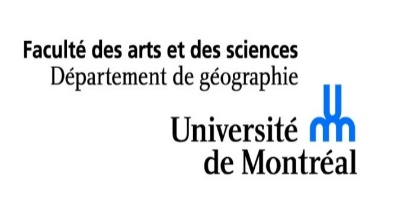 Faculté des arts et des sciences
Département de géographie
Université
de Montréal